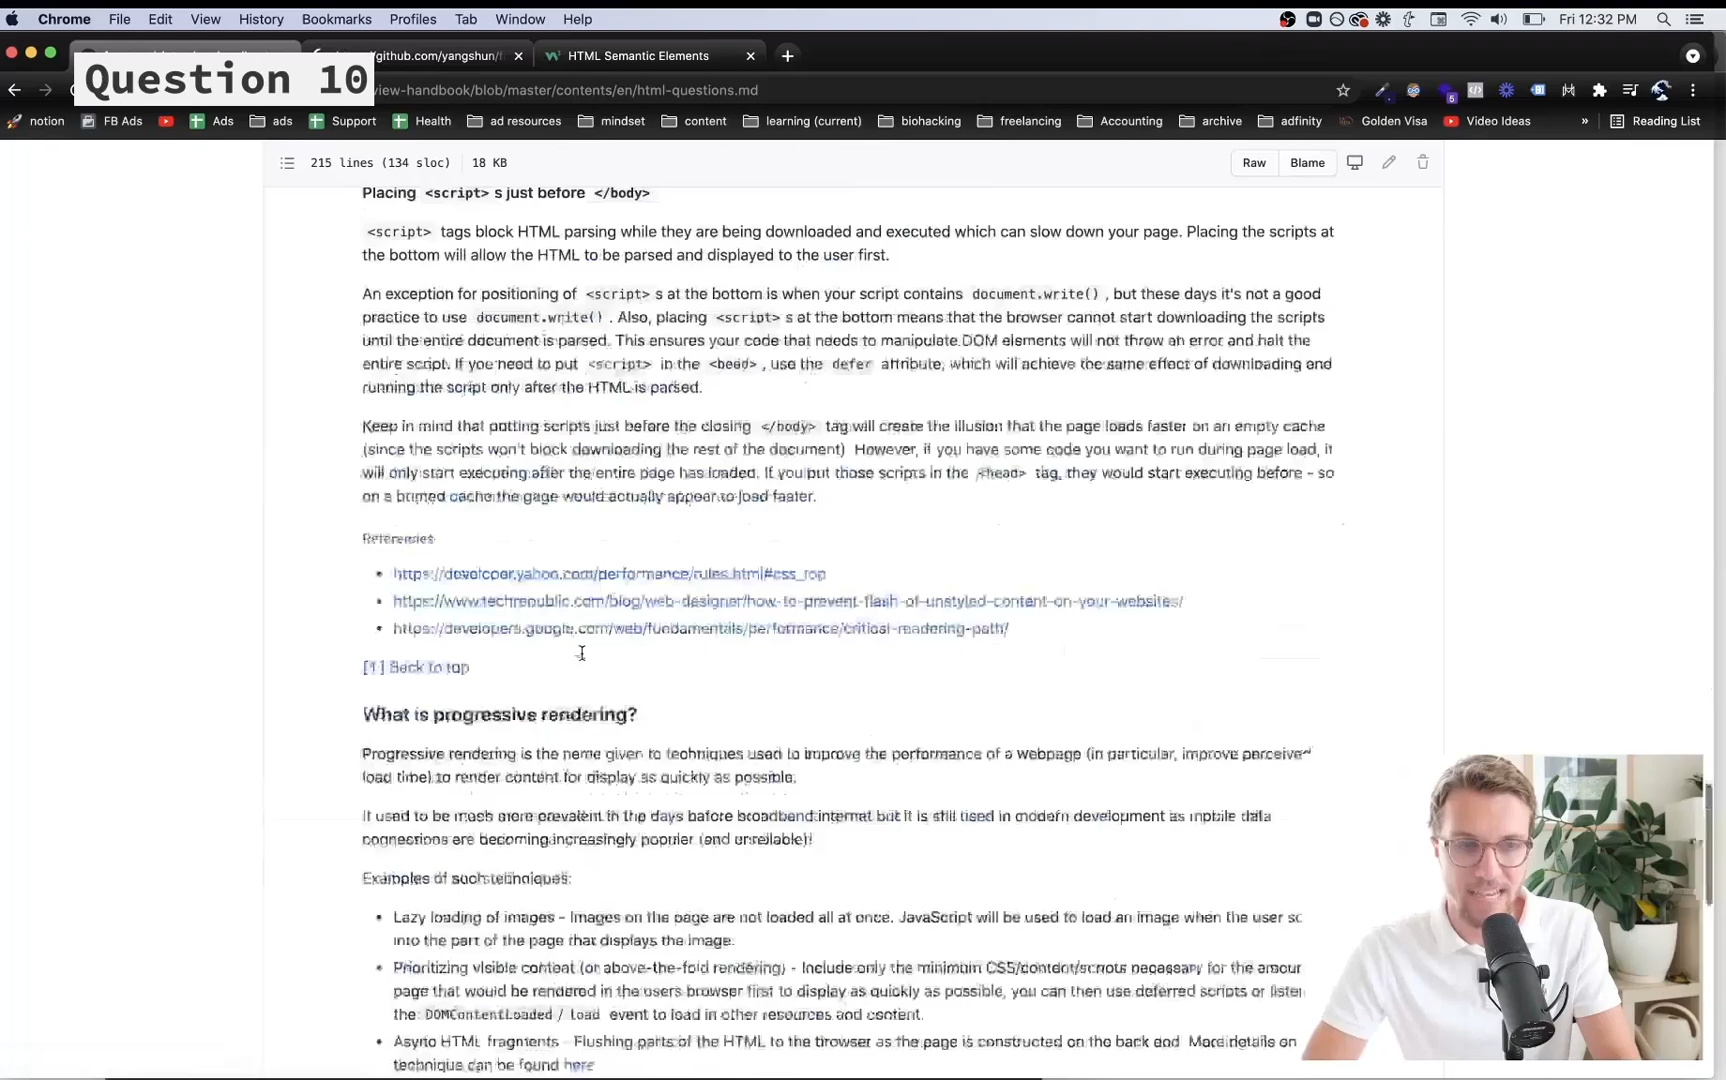 Chrome File Edit View History Bookmarks Profiles Tab Window Help Fri 12:32 PM
Question 10
/github.com/yangshun/f HTML Semantic Elements
view-handbook/blob/master/contents/en/html-questions.md
notion FB Ads Ads ads Support Health ad resources mindset content learning (current) biohacking freelancing Accounting archive adfinity Golden Visa Video Ideas » Reading List
215 lines (134 sloc) 18 KB Raw Blame
Placing <script> s just before </body>
<script> tags block HTML parsing while they are being downloaded and executed which can slow down your page. Placing the scripts at
the bottom will allow the HTML to be parsed and displayed to the user first.
An exception for positioning of <script> s at the bottom is when your script contains document.write() , but these days it's not a good
practice to use document.write() . Also, placing <script> s at the bottom means that the browser cannot start downloading the scripts
until the entire document is parsed. This ensures your code that needs to manipulate DOM elements will not throw an error and halt the
entire script. If you need to put <script> in the , use the defer attribute, which will achieve the same effect of downloading and
running the script only after the HTML is parsed.
Keep in mind that putting scripts just before the closing </body> tag will create the illusion that the page loads faster on an empty cache
(since the scripts won't block downloading the rest of the document) However, if you have some code you want to run during page load, it
will only start executing after the entire page has loaded. If you put those scripts in the tag, they would start executing before - so
on a cache the page would actually appear to load faster.
References
https://developer.yahoo.com/performance/rules.html#css_top
https://www.techrepublic.com/blog/web-designer/how-to-prevent-flash-of-unstyled-content-on-your-websites/
https://developers.google.com/web/fundamentals/performance/critical-rendering-path/
Back to top
What is progressive rendering?
Progressive rendering is the name given to techniques used to improve the performance of a webpage (in particular, improve perceive
load time) to render content for display as quickly as possible.
It used to be much more prevalent in the days before broadband internet but it is still used in modern development as mobile data
connections are becoming increasingly popular (and unreliable)!
Examples of such techniques:
Lazy loading of images - Images on the page are not loaded all at once. JavaScript will be used to load an image when the user sc
into the part of the page that displays the image.
Prioritizing visible content (or above-the-fold rendering) - Include only the minimum CSS/content/scripts necessary for the amoun
page that would be rendered in the users browser first to display as quickly as possible, you can then use deferred scripts or listen
the DOMContentLoaded / load event to load in other resources and content.
Async HTML fragments - Flushing parts of the HTML to the browser as the page is constructed on the back end More details on
technique can be found here